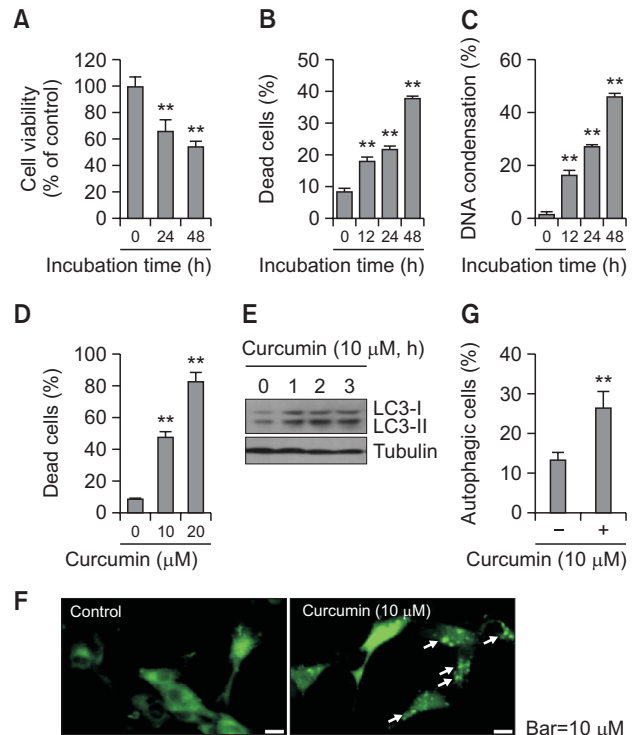 A
Cell viability
(% of control)
120
100
80
60
40
20
0
**
**
0 24 48
Incubation time (h)
B
Dead cells (%)
50
40
30
20
10
0
**
**
**
0 12 24 48
Incubation time (h)
C
DNA condensation (%)
60
40
20
0
**
**
**
0 12 24 48
Incubation time (h)
D
Dead cells (%)
100
80
60
40
20
0
**
**
0 10 20
Curcumin (μM)
E
Curcumin (10 μM, h)
0 1 2 3
LC3-I
LC3-II
Tubulin
G
Autophagic cells (%)
40
30
20
10
0
**
− +
Curcumin (10 μM)
F
Control
Curcumin (10 μM)
Bar=10 μM